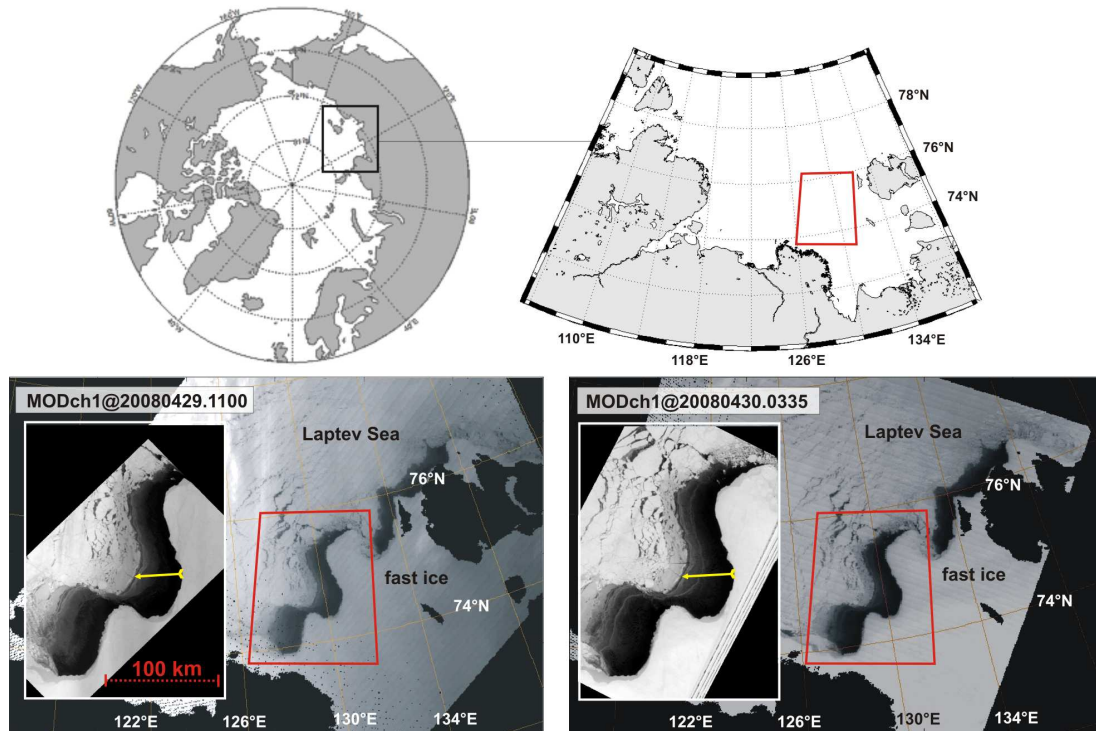 78°N
76°N
74°N
110°E
118°E
126°E
134°E
MODch1@20080429.1100
Laptev Sea
76°N
fast ice
74°N
100 km
122°E
126°E
130°E
134°E
MODch1@20080430.0335
Laptev Sea
76°N
fast ice
74°N
122°E
126°E
130°E
134°E